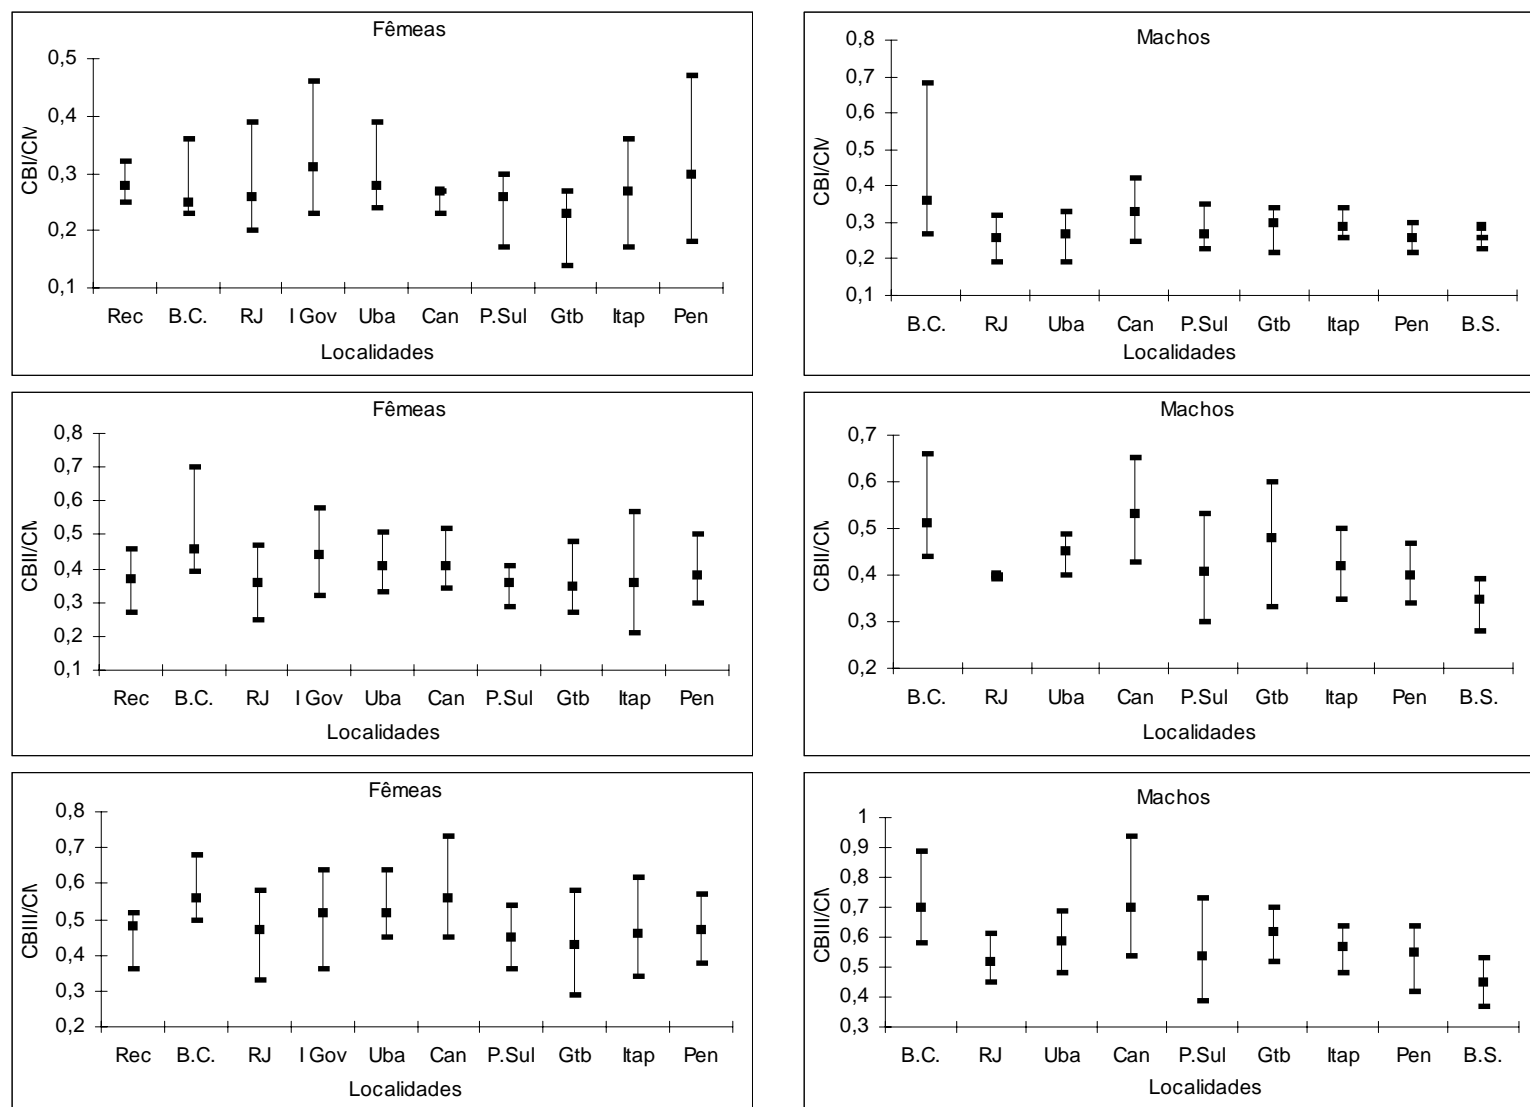 Fêmeas
0,5
0,4
0,3
0,2
0,1
CBI/CM
Rec B.C. RJ I Gov Uba Can P.Sul Gtb Itap Pen
Localidades
Machos
0,8
0,7
0,6
0,5
0,4
0,3
0,2
0,1
CBI/CM
B.C. RJ Uba Can P.Sul Gtb Itap Pen B.S.
Localidades
Fêmeas
0,8
0,7
0,6
0,5
0,4
0,3
0,2
0,1
CBII/CM
Rec B.C. RJ I Gov Uba Can P.Sul Gtb Itap Pen
Localidades
Machos
0,7
0,6
0,5
0,4
0,3
0,2
CBII/CM
B.C. RJ Uba Can P.Sul Gtb Itap Pen B.S.
Localidades
Fêmeas
0,8
0,7
0,6
0,5
0,4
0,3
0,2
CBIII/CM
Rec B.C. RJ I Gov Uba Can P.Sul Gtb Itap Pen
Localidades
Machos
1
0,9
0,8
0,7
0,6
0,5
0,4
0,3
CBIII/CM
B.C. RJ Uba Can P.Sul Gtb Itap Pen B.S.
Localidades